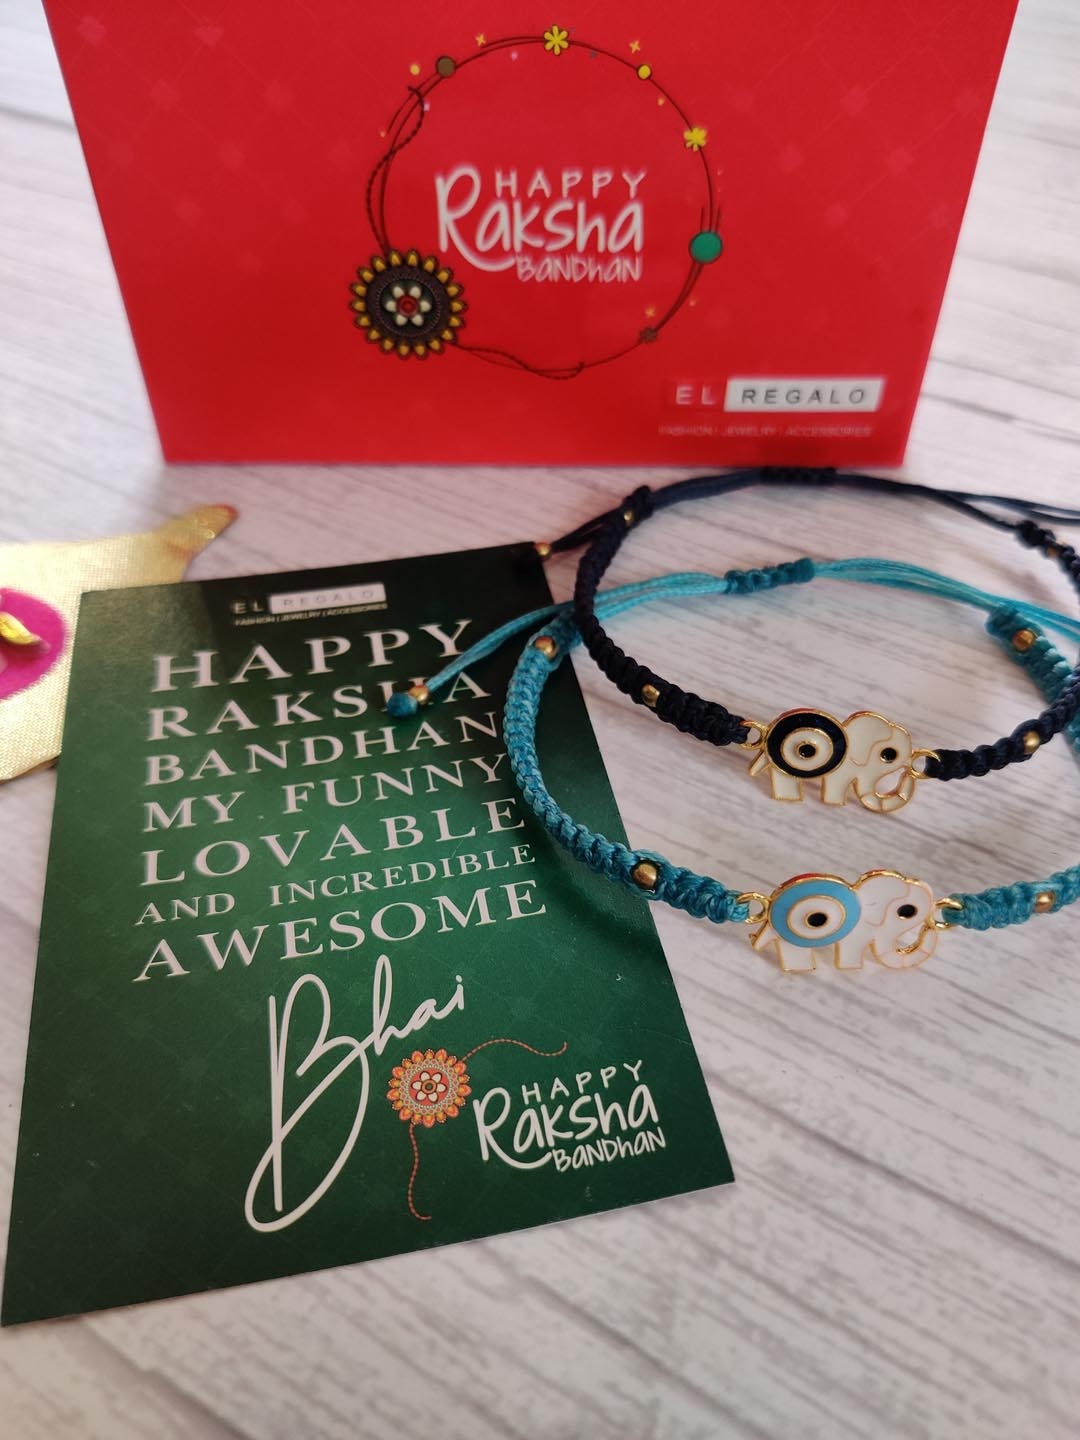 HAPPY
Raksha
BANDHAN
EL REGALO
FASHION | JEWELRY | ACCESSORIES
EL REGALO
FASHION | JEWELRY | ACCESSORIES
HAPPY
RAKSHA
BANDHAN
MY FUNNY
LOVABLE
AND INCREDIBLE
AWESOME
Bhai
HAPPY
Raksha
BANDHAN